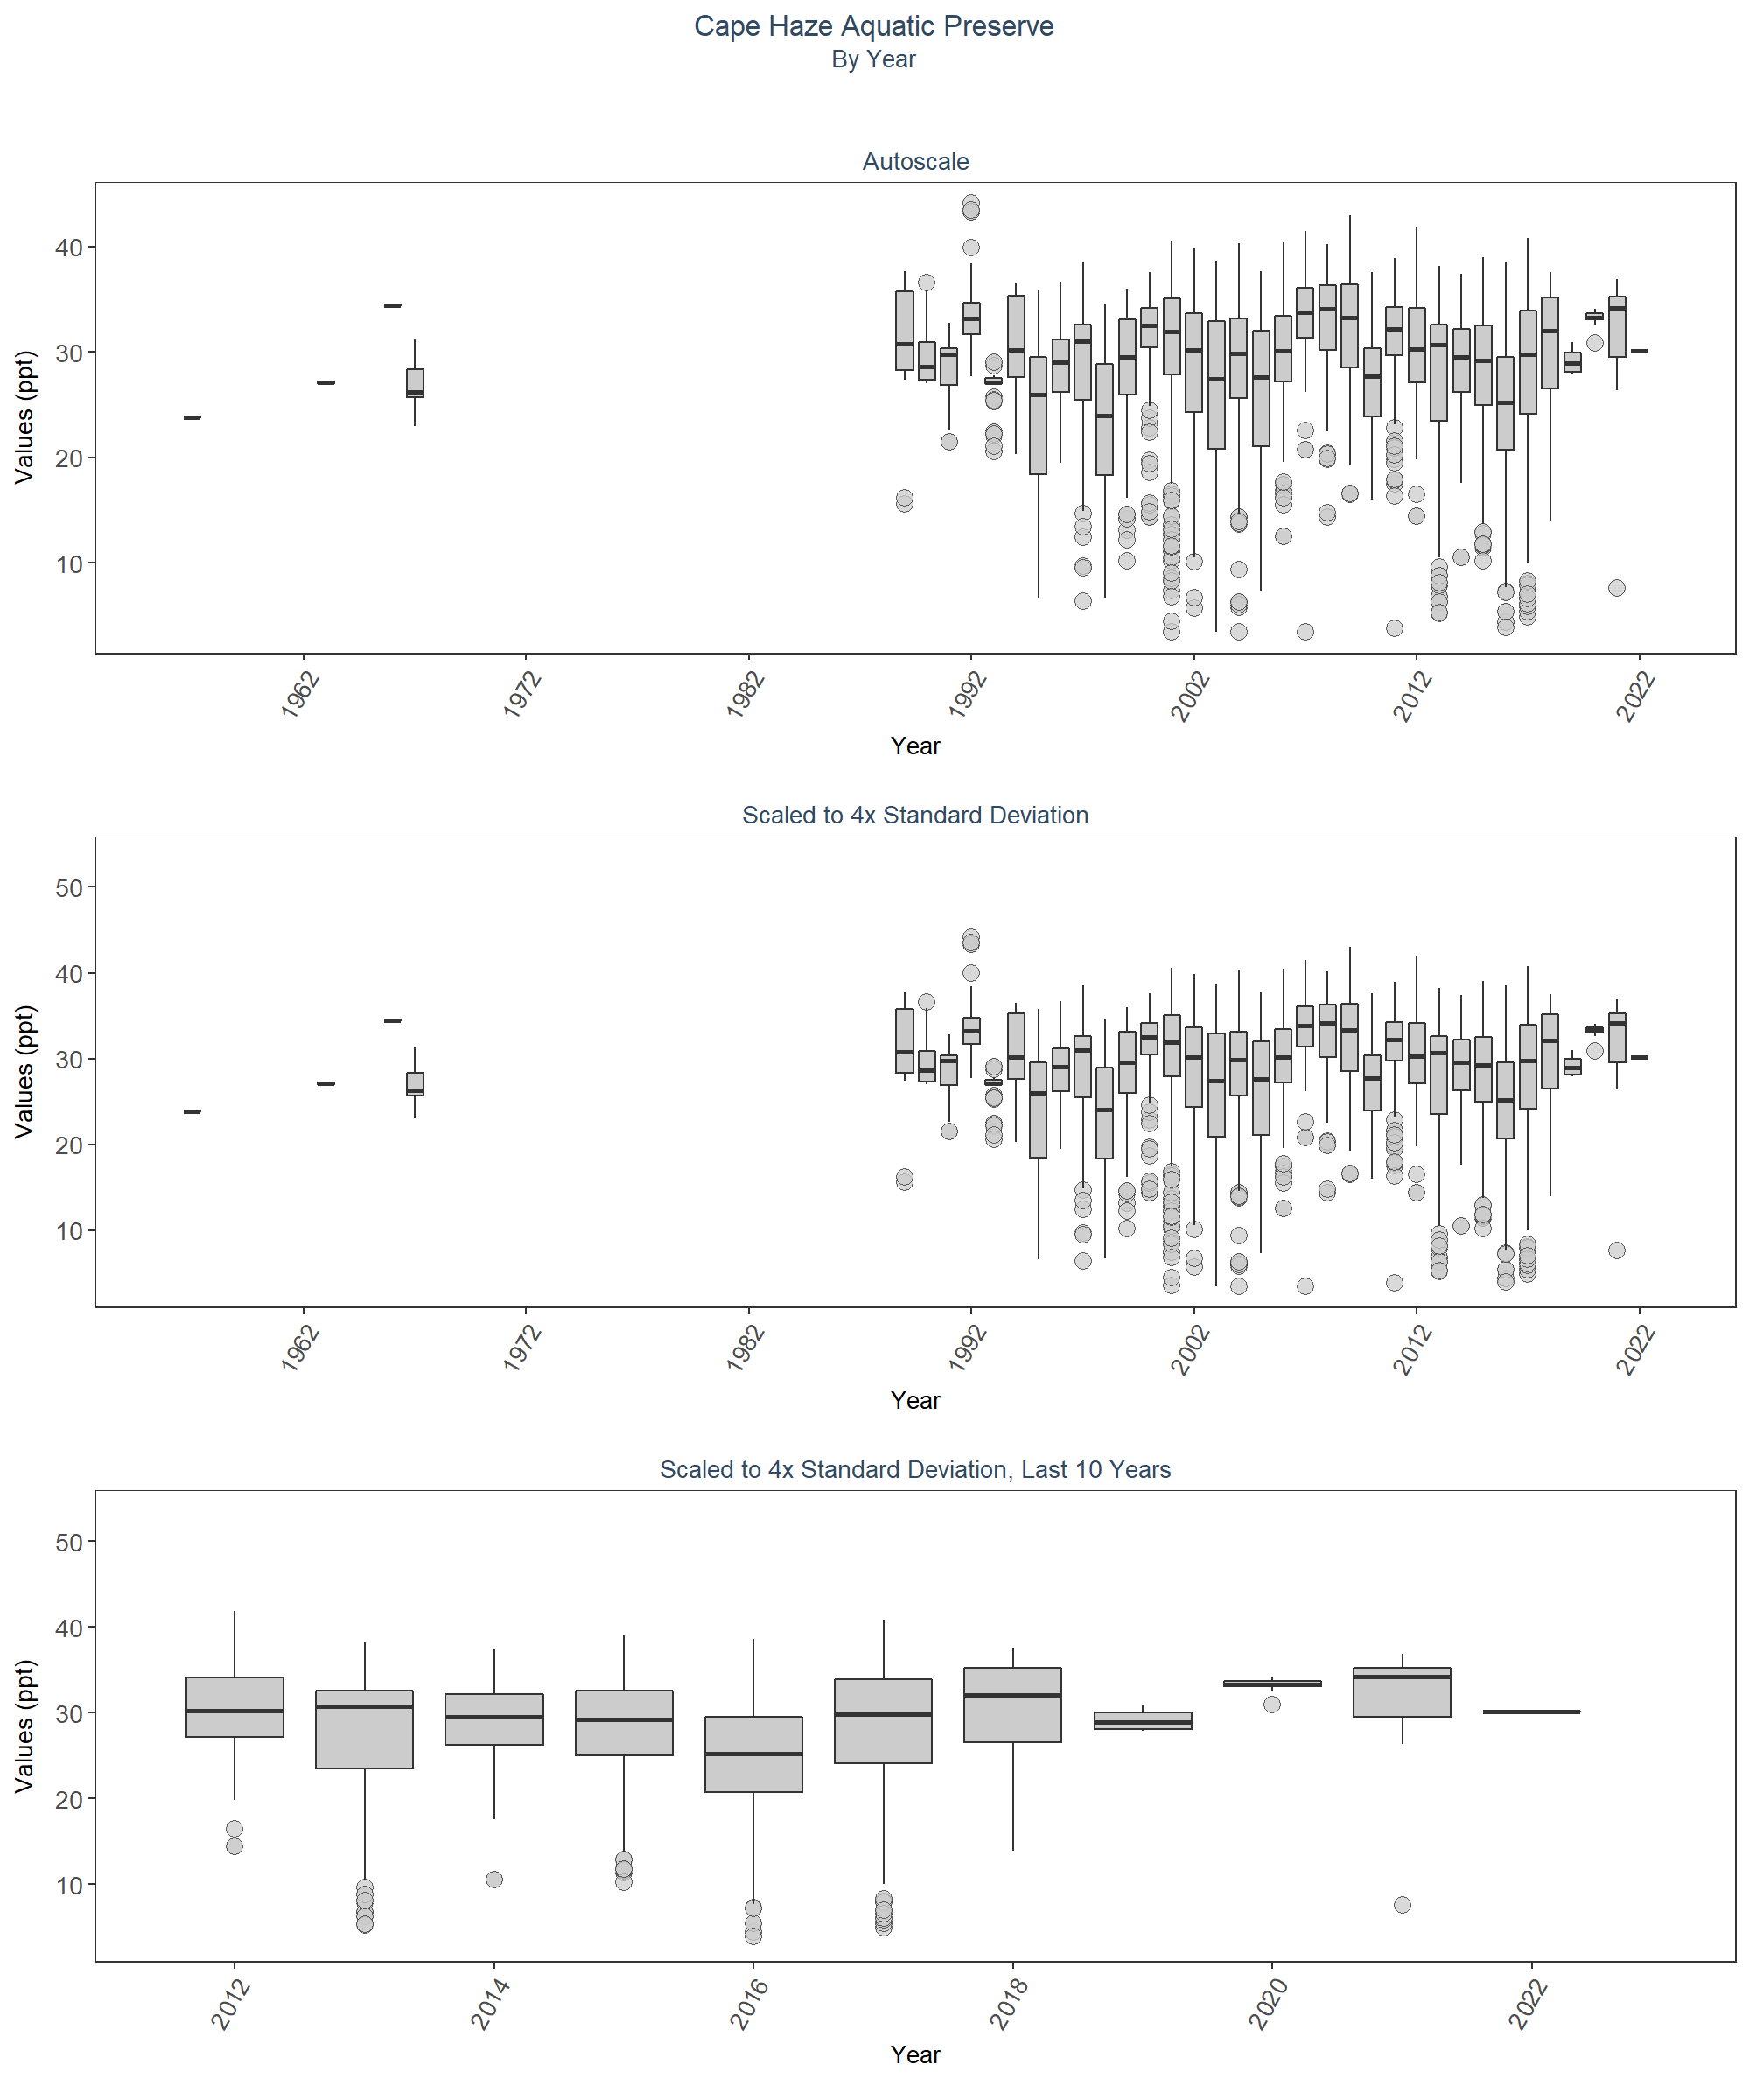 Cape Haze Aquatic Preserve
By Year
Autoscale
Values (ppt)
40
30
20
10
1962 1972 1982 1992 2002 2012 2022
Year
Scaled to 4x Standard Deviation
Values (ppt)
50
40
30
20
10
1962 1972 1982 1992 2002 2012 2022
Year
Scaled to 4x Standard Deviation, Last 10 Years
Values (ppt)
50
40
30
20
10
2012 2014 2016 2018 2020 2022
Year